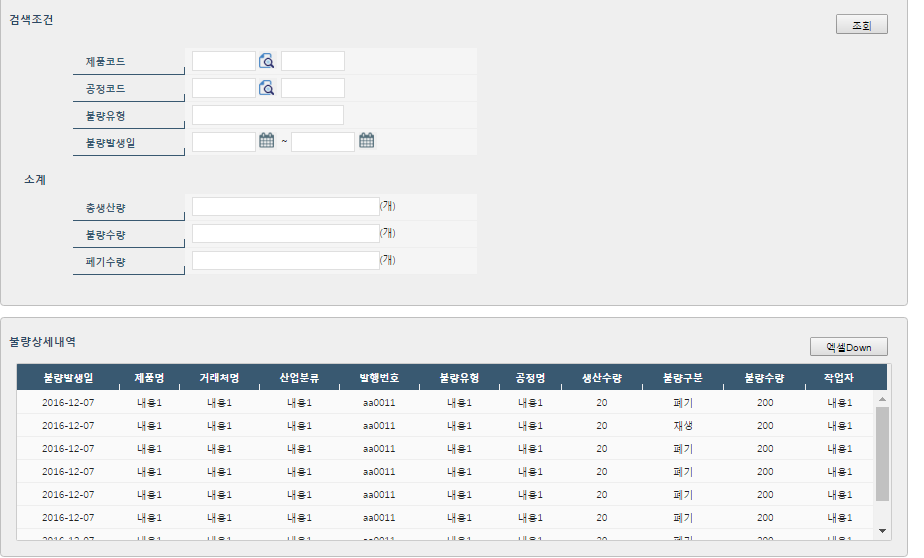 검색조건
조회
제품코드
공정코드
불량유형
불량발생일 ~
소계
총생산량 (개)
불량수량 (개)
폐기수량 (개)
불량상세내역
엑셀Down
불량발생일 제품명 거래처명 산업분류 발행번호 불량유형 공정명 생산수량 불량구분 불량수량 작업자
2016-12-07 내용1 내용1 내용1 aa0011 내용1 내용1 20 폐기 200 내용1
2016-12-07 내용1 내용1 내용1 aa0011 내용1 내용1 20 재생 200 내용1
2016-12-07 내용1 내용1 내용1 aa0011 내용1 내용1 20 폐기 200 내용1
2016-12-07 내용1 내용1 내용1 aa0011 내용1 내용1 20 폐기 200 내용1
2016-12-07 내용1 내용1 내용1 aa0011 내용1 내용1 20 폐기 200 내용1
2016-12-07 내용1 내용1 내용1 aa0011 내용1 내용1 20 폐기 200 내용1